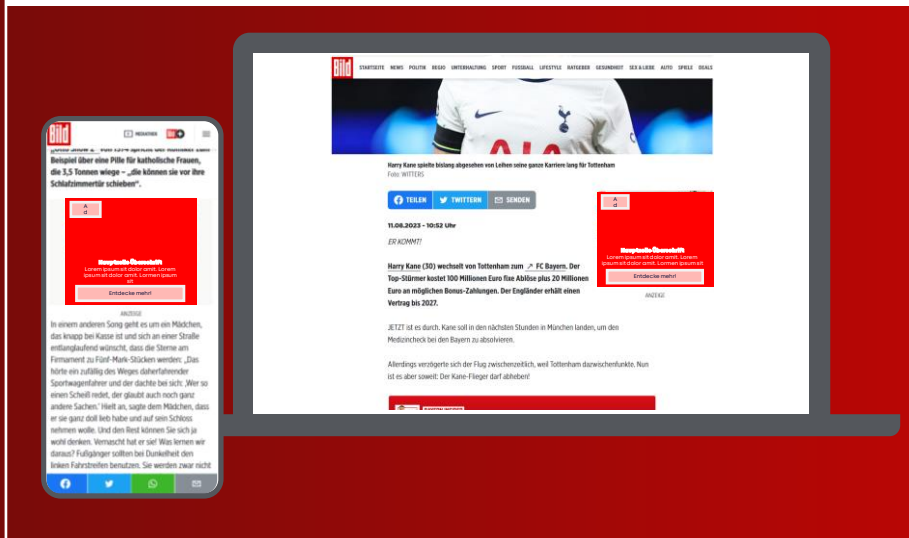 Bild
MEDIATHEK
Beispiel über eine Pille für katholische Frauen,
die 3,5 Tonnen wiege – „die können sie vor ihre
Schlafzimmertür schieben“.
Ad
Hauptzeile Überschrift
Lorem ipsum sit dolor amit. Lorem
ipsum sit dolor amit. Lormen ipsum
sit
Entdecke mehr!
ANZEIGE
In einem anderen Song geht es um ein Mädchen,
das knapp bei Kasse ist und sich an einer Straße
entlanglaufend wünscht, dass die Sterne am
Firmament zu Fünf-Mark-Stücken werden: „Das
hörte ein zufällig des Weges daherfahrender
Sportwagenfahrer und der dachte bei sich: ‚Wer so
einen Scheiß redet, der glaubt auch noch ganz
andere Sachen.‘ Hielt an, sagte dem Mädchen, dass
er sie ganz doll lieb habe und auf sein Schloss
nehmen wolle. Und den Rest können Sie sich ja
wohl denken. Vernascht hat er sie! Was lernen wir
daraus? Fußgänger sollten bei Dunkelheit den
linken Fahrstreifen benutzen. Sie werden zwar nicht
Bild
STARTSEITE NEWS POLITIK REGIO UNTERHALTUNG SPORT FUSSBALL LIFESTYLE RATGEBER GESUNDHEIT SEX & LIEBE AUTO SPIELE DEALS
AIA
Harry Kane spielte bislang abgesehen von Leihen seine ganze Karriere lang für Tottenham
Foto: WITTERS
TEILEN TWITTERN SENDEN
11.08.2023 - 10:52 Uhr
ER KOMMT!
Harry Kane (30) wechselt von Tottenham zum FC Bayern. Der
Top-Stürmer kostet 100 Millionen Euro fixe Ablöse plus 20 Millionen
Euro an möglichen Bonus-Zahlungen. Der Engländer erhält einen
Vertrag bis 2027.
JETZT ist es durch. Kane soll in den nächsten Stunden in München landen, um den
Medizincheck bei den Bayern zu absolvieren.
Allerdings verzögerte sich der Flug zwischenzeitlich, weil Tottenham dazwischenfunkte. Nun
ist es aber soweit: Der Kane-Flieger darf abheben!
Ad
Hauptzeile Überschrift
Lorem ipsum sit dolor amit. Lorem
ipsum sit dolor amit. Lormen ipsum sit
Entdecke mehr!
ANZEIGE